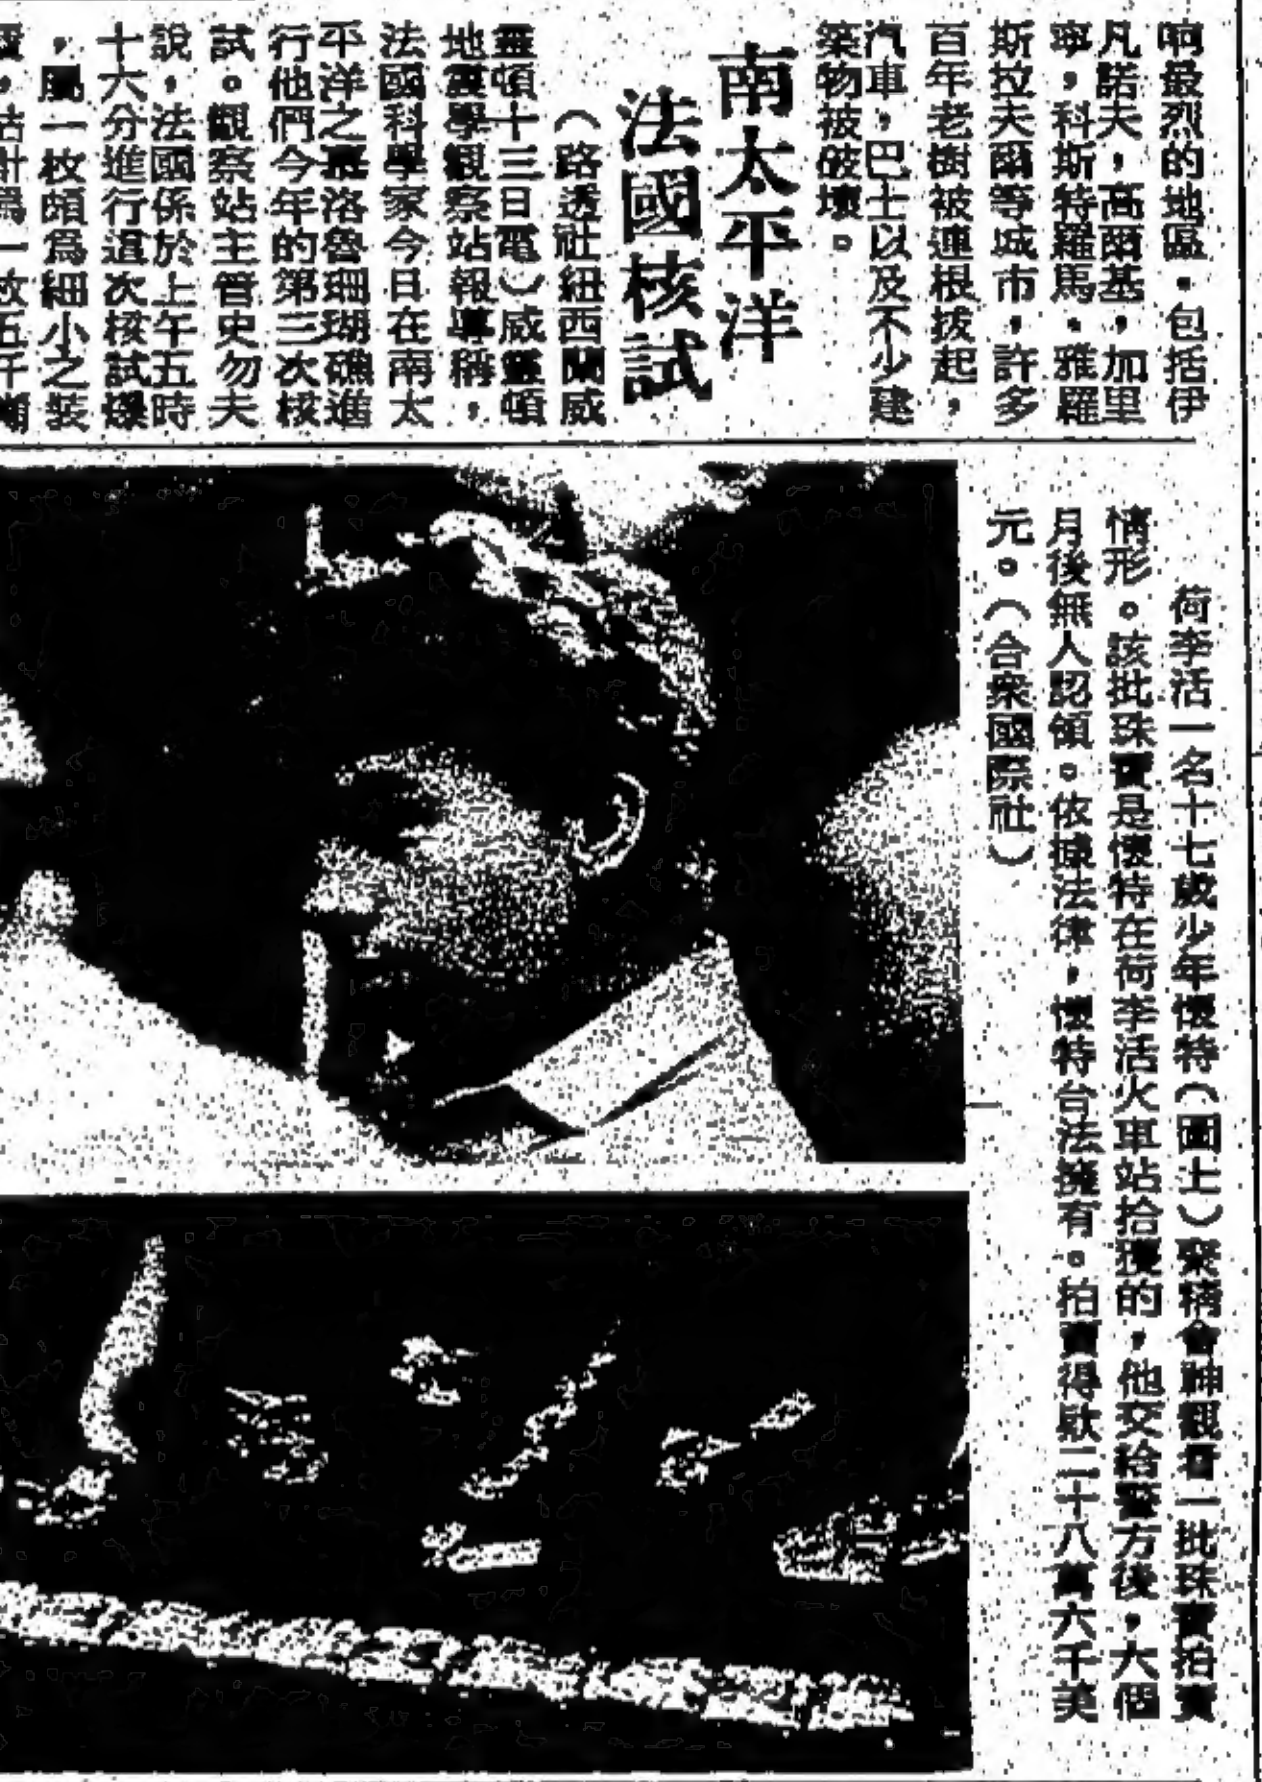 响最烈的地區，包括伊
凡諾夫，高爾基，加里
寧，科斯特羅馬，雅羅
斯拉夫爾等城市，許多
百年老樹被連根拔起，
汽車，巴士以及不少建
築物被破壞。
南太平洋
法國核試
（路透社紐西蘭威
靈頓十三日電）威靈頓
地震學觀察站報導稱，
法國科學家今日在南太
平洋之慕洛魯珊瑚礁進
行他們今年的第三次核
試。觀察站主管史勿夫
說，法國係於上午五時
十六分進行這次核試爆
，屬一枚頗爲細小之裝
，估計爲一枚五千
荷李活一名十七歲少年懷特（圖上）聚精會神觀看一批珠寶拍賣
情形。該批珠寶是懷特在荷李活火車站拾獲的，他交給警方後，六個
月後無人認領。依據法律，懷特合法擁有。拍賣得欵二十八萬六千美
元。（合衆國際社）